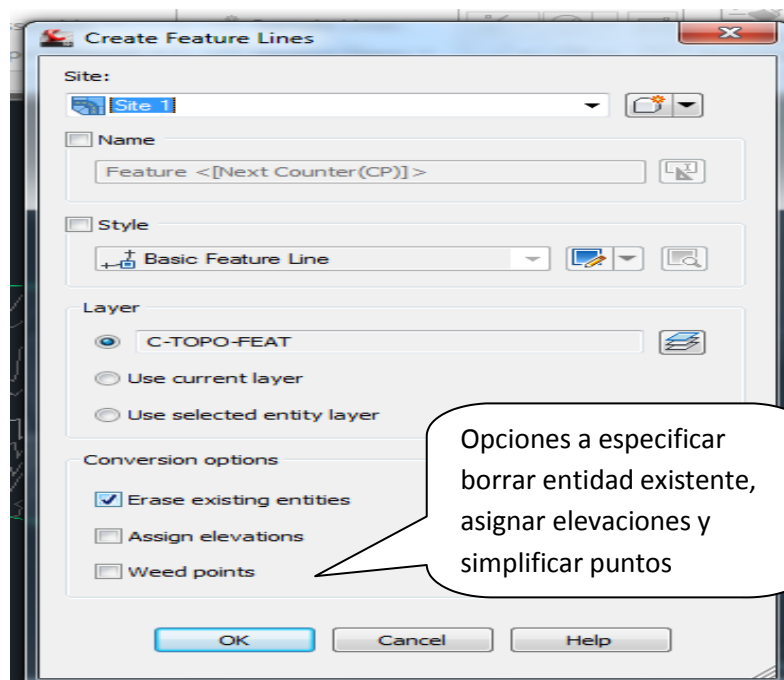 Create Feature Lines
Site:
Site 1
Name
Feature <[Next Counter(CP)]>
Style
Basic Feature Line
Layer
C-TOPO-FEAT
Use current layer
Use selected entity layer
Conversion options
Erase existing entities
Assign elevations
Weed points
Opciones a especificar
borrar entidad existente,
asignar elevaciones y
simplificar puntos
OK
Cancel
Help